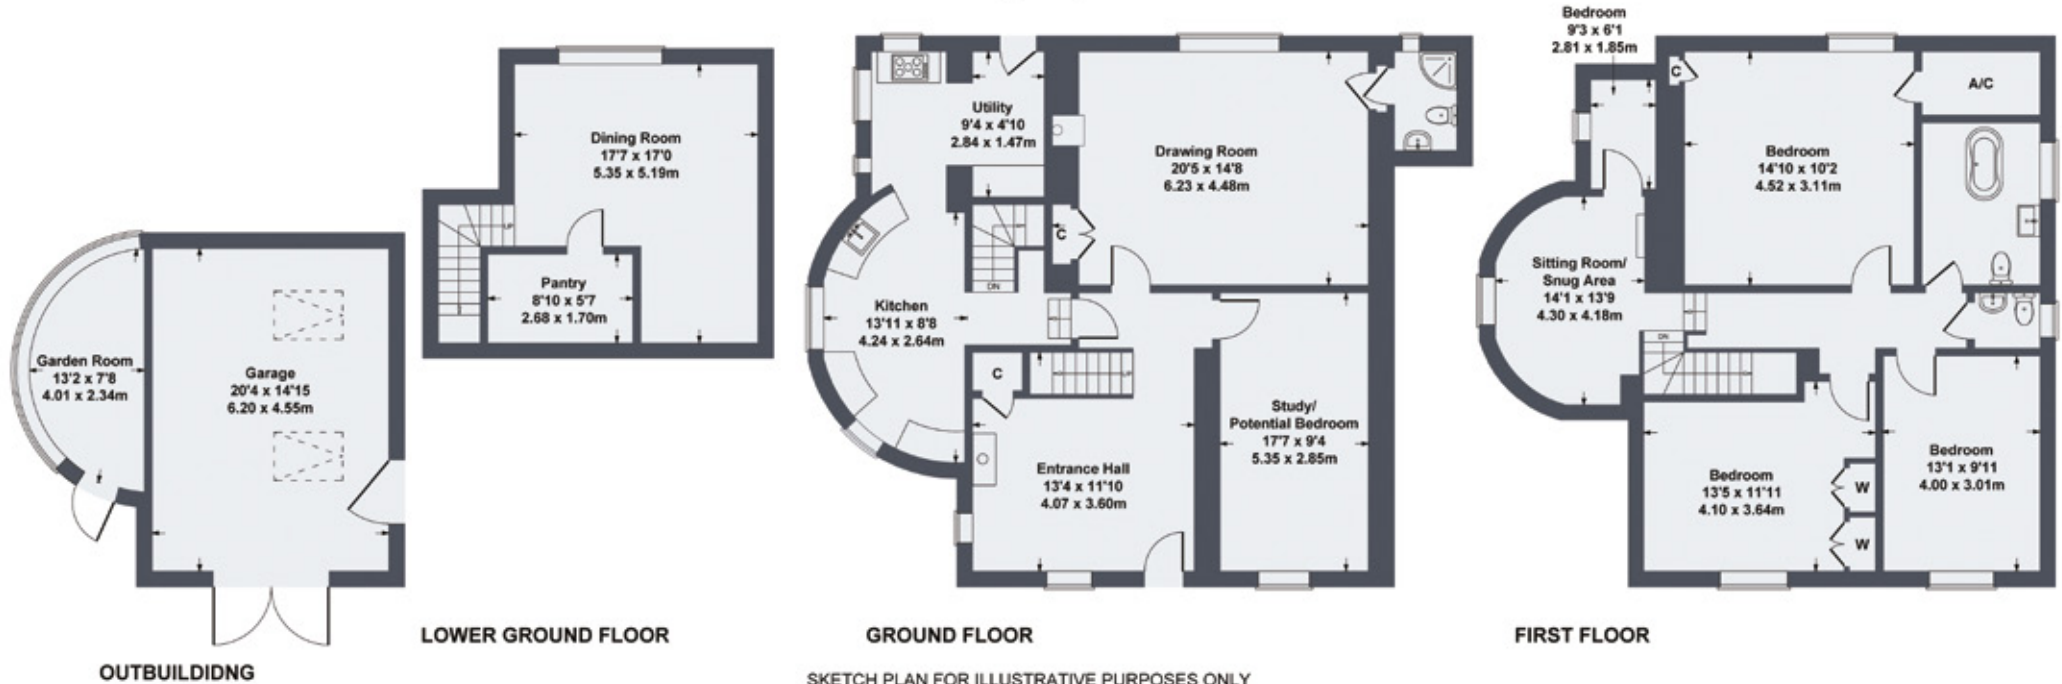 Garden Room
13'2 x 7'8
4.01 x 2.34m
Garage
20'4 x 14'15
6.20 x 4.55m
OUTBUILDIDNG
Dining Room
17'7 x 17'0
5.35 x 5.19m
UP
Pantry
8'10 x 5'7
2.68 x 1.70m
LOWER GROUND FLOOR
Utility
9'4 x 4'10
2.84 x 1.47m
Drawing Room
20'5 x 14'8
6.23 x 4.48m
C
DN
Kitchen
13'11 x 8'8
4.24 x 2.64m
C
UP
Study/
Potential Bedroom
17'7 x 9'4
5.35 x 2.85m
Entrance Hall
13'4 x 11'10
4.07 x 3.60m
GROUND FLOOR
Bedroom
9'3 x 6'1
2.81 x 1.85m
C
A/C
Bedroom
14'10 x 10'2
4.52 x 3.11m
Sitting Room/
Snug Area
14'1 x 13'9
4.30 x 4.18m
DN
Bedroom
13'5 x 11'11
4.10 x 3.64m
W
W
Bedroom
13'1 x 9'11
4.00 x 3.01m
FIRST FLOOR
SKETCH PLAN FOR ILLUSTRATIVE PURPOSES ONLY